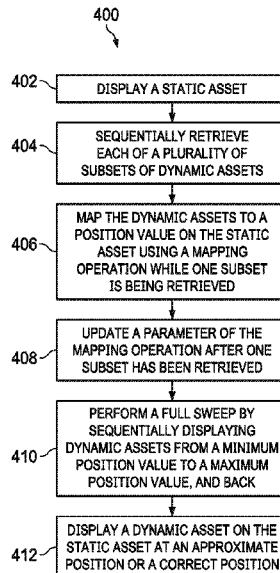 400
402
DISPLAY A STATIC ASSET
404
SEQUENTIALLY RETRIEVE
EACH OF A PLURALITY OF
SUBSETS OF DYNAMIC ASSETS
406
MAP THE DYNAMIC ASSETS TO A
POSITION VALUE ON THE STATIC
ASSET USING A MAPPING
OPERATION WHILE ONE SUBSET
IS BEING RETRIEVED
408
UPDATE A PARAMETER OF THE
MAPPING OPERATION AFTER ONE
SUBSET HAS BEEN RETRIEVED
410
PERFORM A FULL SWEEP BY
SEQUENTIALLY DISPLAYING
DYNAMIC ASSETS FROM A MINIMUM
POSITION VALUE TO A MAXIMUM
POSITION VALUE, AND BACK
412
DISPLAY A DYNAMIC ASSET ON THE
STATIC ASSET AT AN APPROXIMATE
POSITION OR A CORRECT POSITION